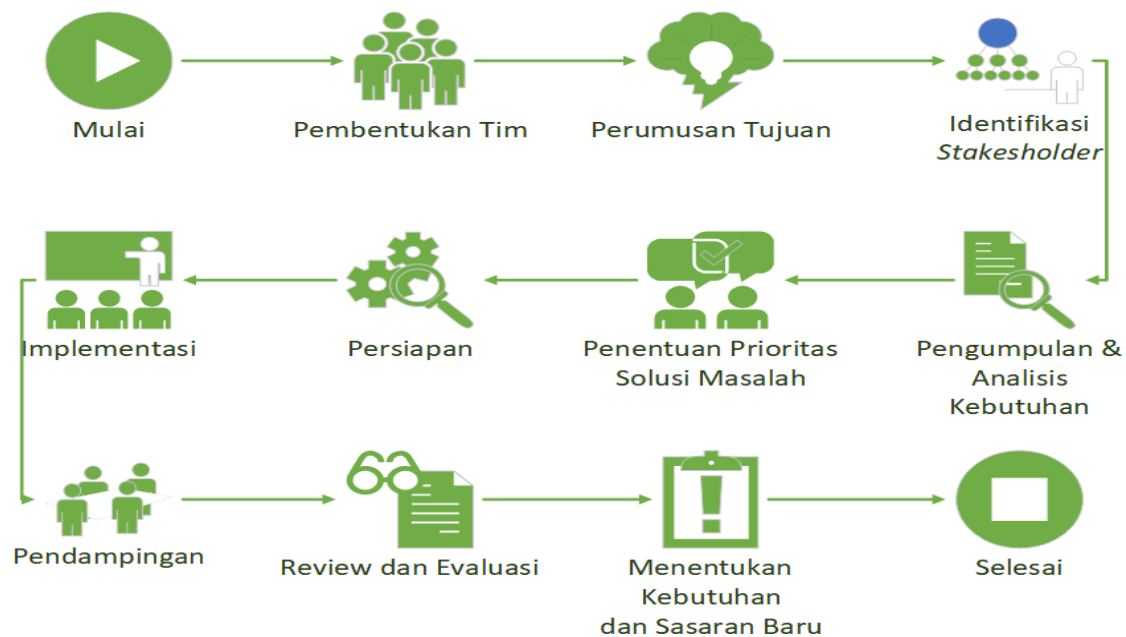 Mulai
Pembentukan Tim
Perumusan Tujuan
Identifikasi
Stakesholder
Implementasi
Persiapan
Penentuan Prioritas
Solusi Masalah
Pengumpulan &
Analisis
Kebutuhan
Pendampingan
Review dan Evaluasi
Menentukan
Kebutuhan
dan Sasaran Baru
Selesai